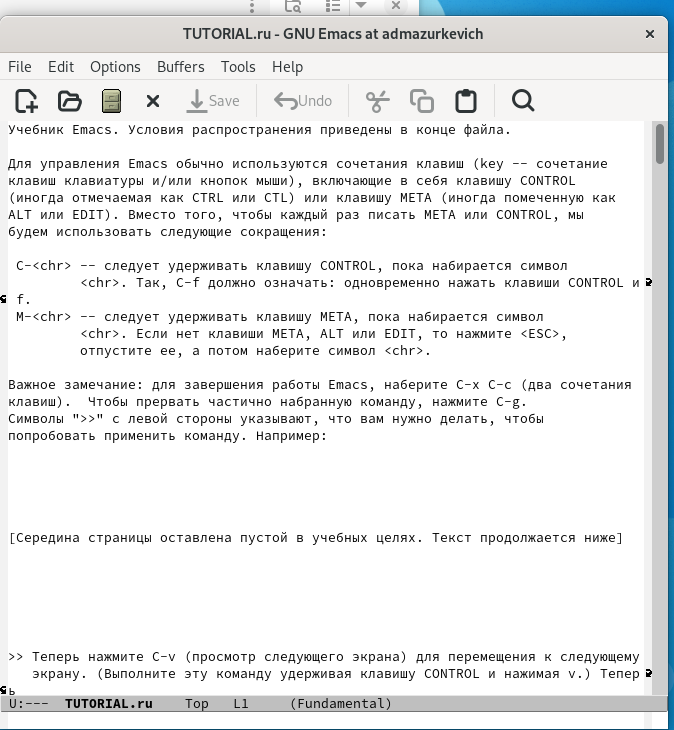 TUTORIAL.ru - GNU Emacs at admazurkevich
File Edit Options Buffers Tools Help
Save Undo
Учебник Emacs. Условия распространения приведены в конце файла.
Для управления Emacs обычно используются сочетания клавиш (key -- сочетание
клавиш клавиатуры и/или кнопок мыши), включающие в себя клавишу CONTROL
(иногда отмечаемая как CTRL или CTL) или клавишу META (иногда помеченную как
ALT или EDIT). Вместо того, чтобы каждый раз писать META или CONTROL, мы
будем использовать следующие сокращения:
C-<chr> -- следует удерживать клавишу CONTROL, пока набирается символ
<chr>. Так, C-f должно означать: одновременно нажать клавиши CONTROL и
f.
M-<chr> -- следует удерживать клавишу META, пока набирается символ
<chr>. Если нет клавиши META, ALT или EDIT, то нажмите <ESC>,
отпустите ее, а потом наберите символ <chr>.
Важное замечание: для завершения работы Emacs, наберите C-x C-c (два сочетания
клавиш).  Чтобы прервать частично набранную команду, нажмите C-g.
Символы ">>" с левой стороны указывают, что вам нужно делать, чтобы
попробовать применить команду. Например:
[Середина страницы оставлена пустой в учебных целях. Текст продолжается ниже]
>> Теперь нажмите C-v (просмотр следующего экрана) для перемещения к следующему
экрану. (Выполните эту команду удерживая клавишу CONTROL и нажимая v.) Тепер
ь
U:--- TUTORIAL.ru Top L1 (Fundamental)